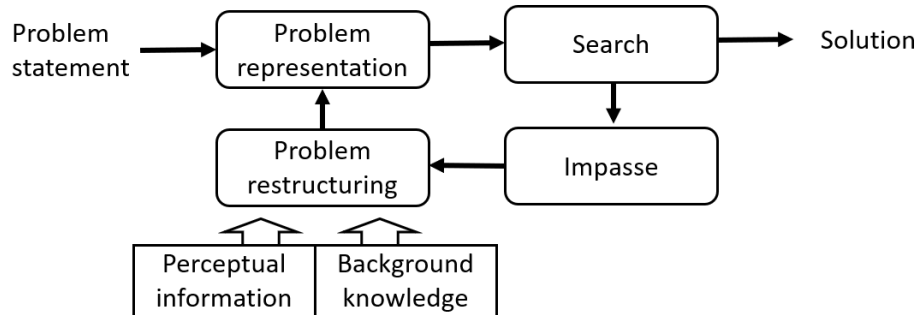 Problem
statement
Problem
representation
Search
Solution
Problem
restructuring
Impasse
Perceptual
information
Background
knowledge